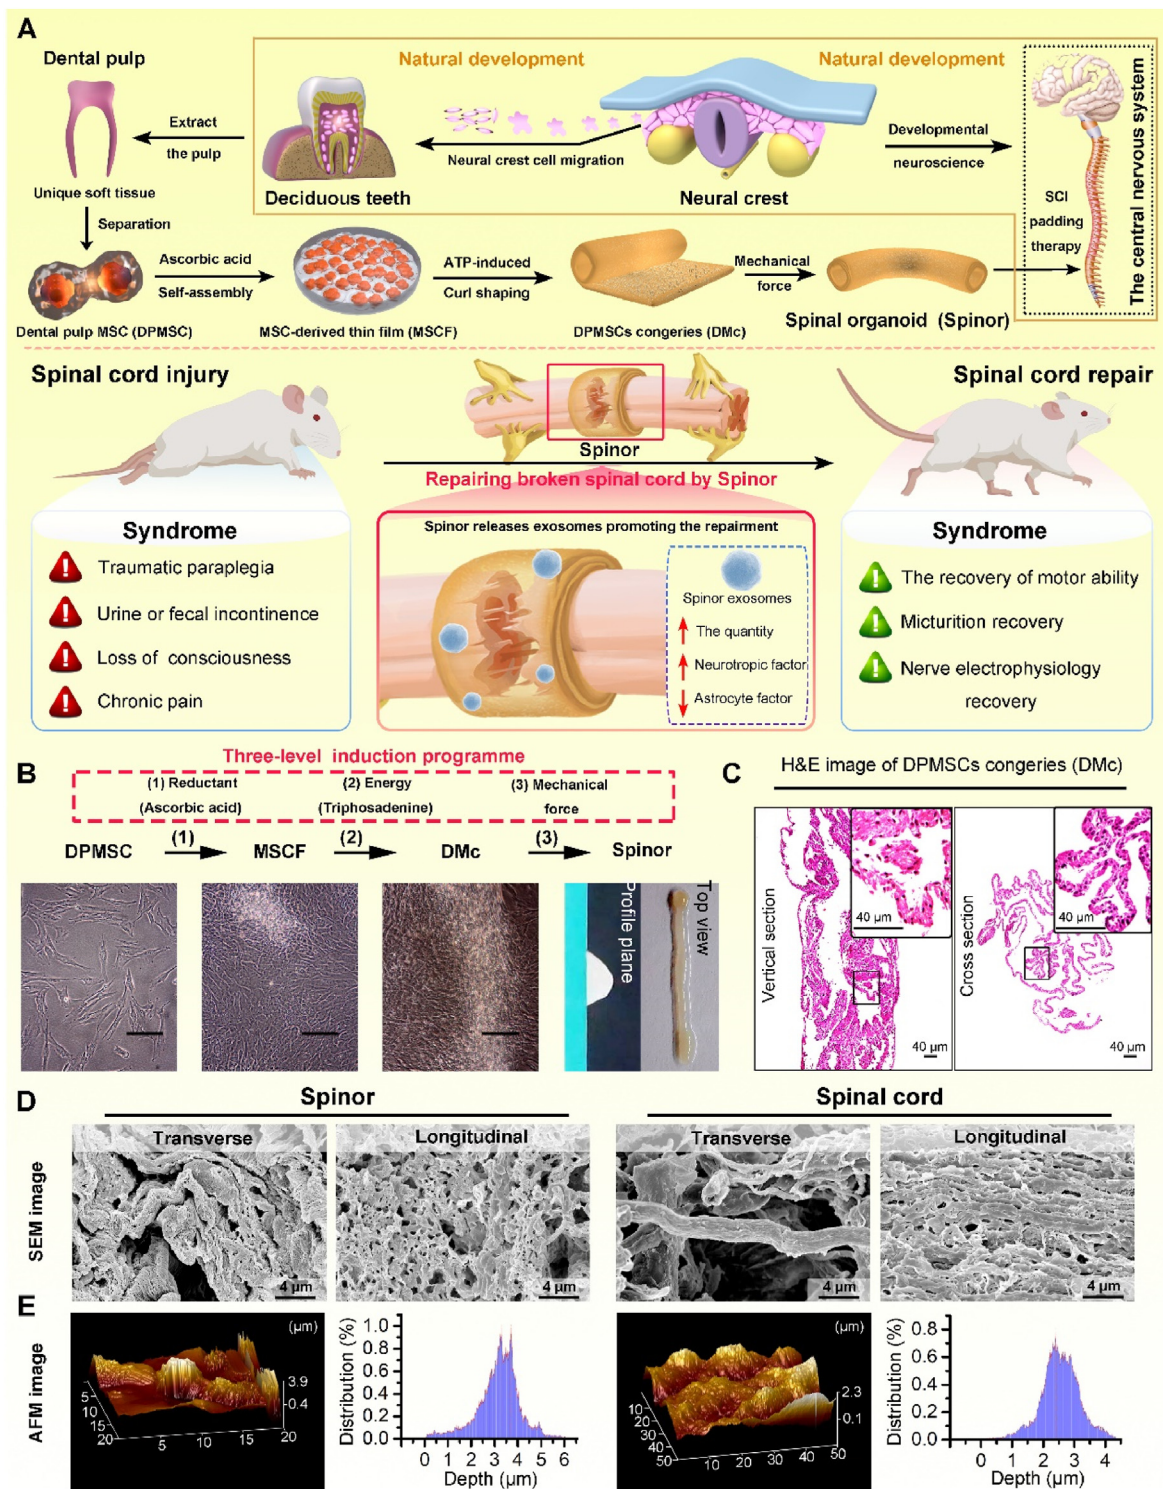 A
Dental pulp
Natural development
Natural development
Extract
the pulp
Neural crest cell migration
Developmental
neuroscience
The central nervous system
Unique soft tissue
Deciduous teeth
Neural crest
SCI
padding
therapy
Separation
Ascorbic acid
Self-assembly
ATP-induced
Curl shaping
Mechanical
force
Dental pulp MSC (DPMSC)
MSC-derived thin film (MSCF)
DPMSCs congeries (DMc)
Spinal organoid (Spinor)
Spinal cord injury
Spinal cord repair
Spinor
Repairing broken spinal cord by Spinor
Syndrome
Traumatic paraplegia
Urine or fecal incontinence
Loss of consciousness
Chronic pain
Spinor releases exosomes promoting the repairment
Spinor exosomes
The quantity
Neurotropic factor
Astrocyte factor
Syndrome
The recovery of motor ability
Micturition recovery
Nerve electrophysiology
recovery
B
Three-level induction programme
(1) Reductant
(Ascorbic acid)
(2) Energy
(Triphosadenine)
(3) Mechanical
force
DPMSC
(1)
MSCF
(2)
DMc
(3)
Spinor
Profile plane
Top view
C
H&E image of DPMSCs congeries (DMc)
Vertical section
40 µm
40 µm
Cross section
40 µm
40 µm
D
Spinor
Spinal cord
SEM image
Transverse
4 µm
Longitudinal
4 µm
Transverse
4 µm
Longitudinal
4 µm
E
AFM image
(µm)
3.9
0.4
5
10
15
20
5
10
15
20
Distribution (%)
1.0
0.8
0.6
0.4
0.2
0.0
0 1 2 3 4 5 6
Depth (µm)
(µm)
2.3
0.1
10
20
30
40
50
10
20
30
40
50
Distribution (%)
0.8
0.6
0.4
0.2
0.0
0 1 2 3 4
Depth (µm)